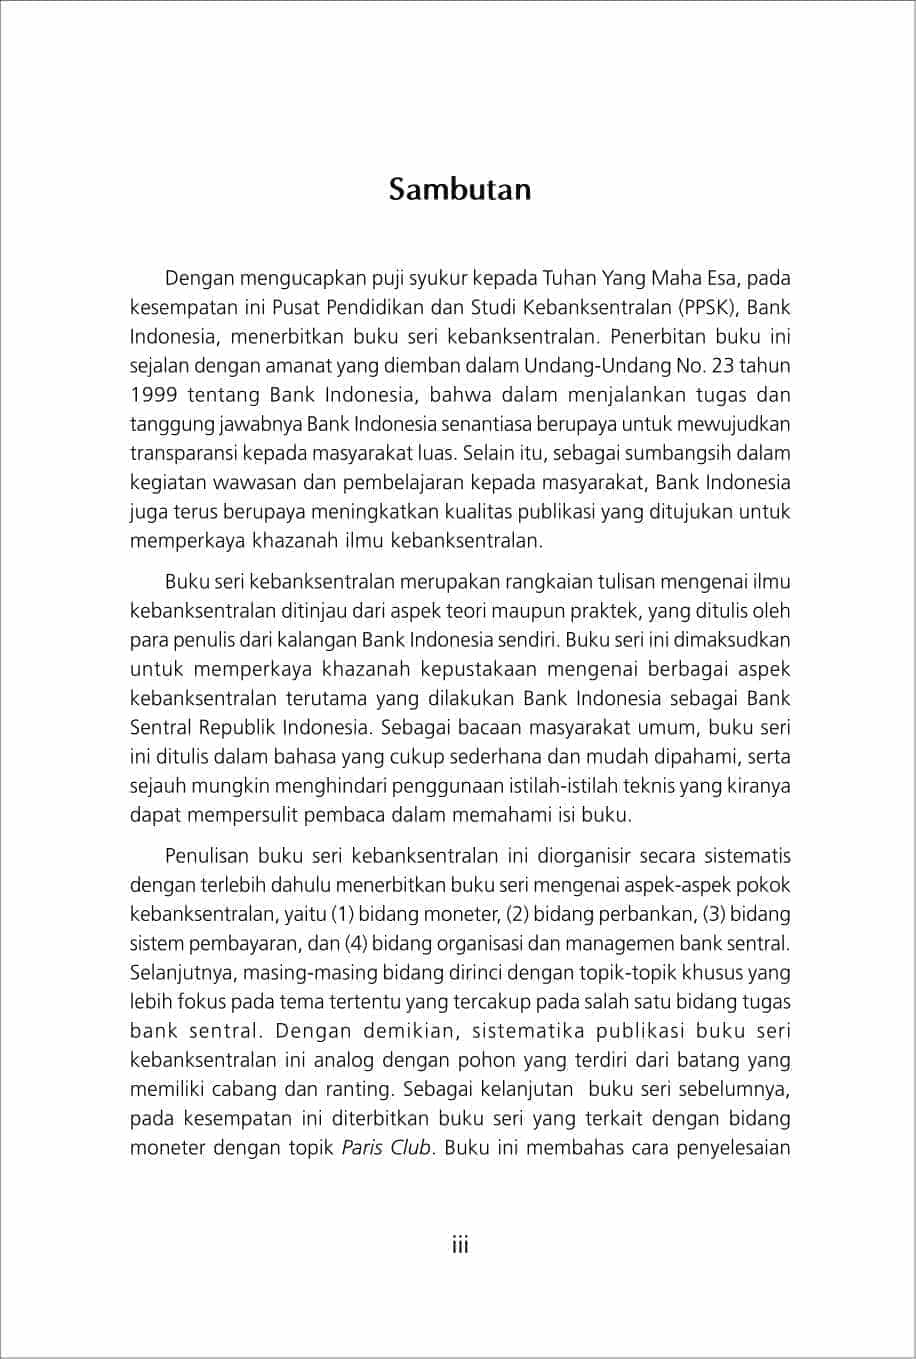 Sambutan
Dengan mengucapkan puji syukur kepada Tuhan Yang Maha Esa, pada
kesempatan ini Pusat Pendidikan dan Studi Kebanksentralan (PPSK), Bank
Indonesia, menerbitkan buku seri kebanksentralan. Penerbitan buku ini
sejalan dengan amanat yang diemban dalam Undang-Undang No. 23 tahun
1999 tentang Bank Indonesia, bahwa dalam menjalankan tugas dan
tanggung jawabnya Bank Indonesia senantiasa berupaya untuk mewujudkan
transparansi kepada masyarakat luas. Selain itu, sebagai sumbangsih dalam
kegiatan wawasan dan pembelajaran kepada masyarakat, Bank Indonesia
juga terus berupaya meningkatkan kualitas publikasi yang ditujukan untuk
memperkaya khazanah ilmu kebanksentralan.
Buku seri kebanksentralan merupakan rangkaian tulisan mengenai ilmu
kebanksentralan ditinjau dari aspek teori maupun praktek, yang ditulis oleh
para penulis dari kalangan Bank Indonesia sendiri. Buku seri ini dimaksudkan
untuk memperkaya khazanah kepustakaan mengenai berbagai aspek
kebanksentralan terutama yang dilakukan Bank Indonesia sebagai Bank
Sentral Republik Indonesia. Sebagai bacaan masyarakat umum, buku seri
ini ditulis dalam bahasa yang cukup sederhana dan mudah dipahami, serta
sejauh mungkin menghindari penggunaan istilah-istilah teknis yang kiranya
dapat mempersulit pembaca dalam memahami isi buku.
Penulisan buku seri kebanksentralan ini diorganisir secara sistematis
dengan terlebih dahulu menerbitkan buku seri mengenai aspek-aspek pokok
kebanksentralan, yaitu (1) bidang moneter, (2) bidang perbankan, (3) bidang
sistem pembayaran, dan (4) bidang organisasi dan managemen bank sentral.
Selanjutnya, masing-masing bidang dirinci dengan topik-topik khusus yang
lebih fokus pada tema tertentu yang tercakup pada salah satu bidang tugas
bank sentral. Dengan demikian, sistematika publikasi buku seri
kebanksentralan ini analog dengan pohon yang terdiri dari batang yang
memiliki cabang dan ranting. Sebagai kelanjutan buku seri sebelumnya,
pada kesempatan ini diterbitkan buku seri yang terkait dengan bidang
moneter dengan topik Paris Club. Buku ini membahas cara penyelesaian
iii